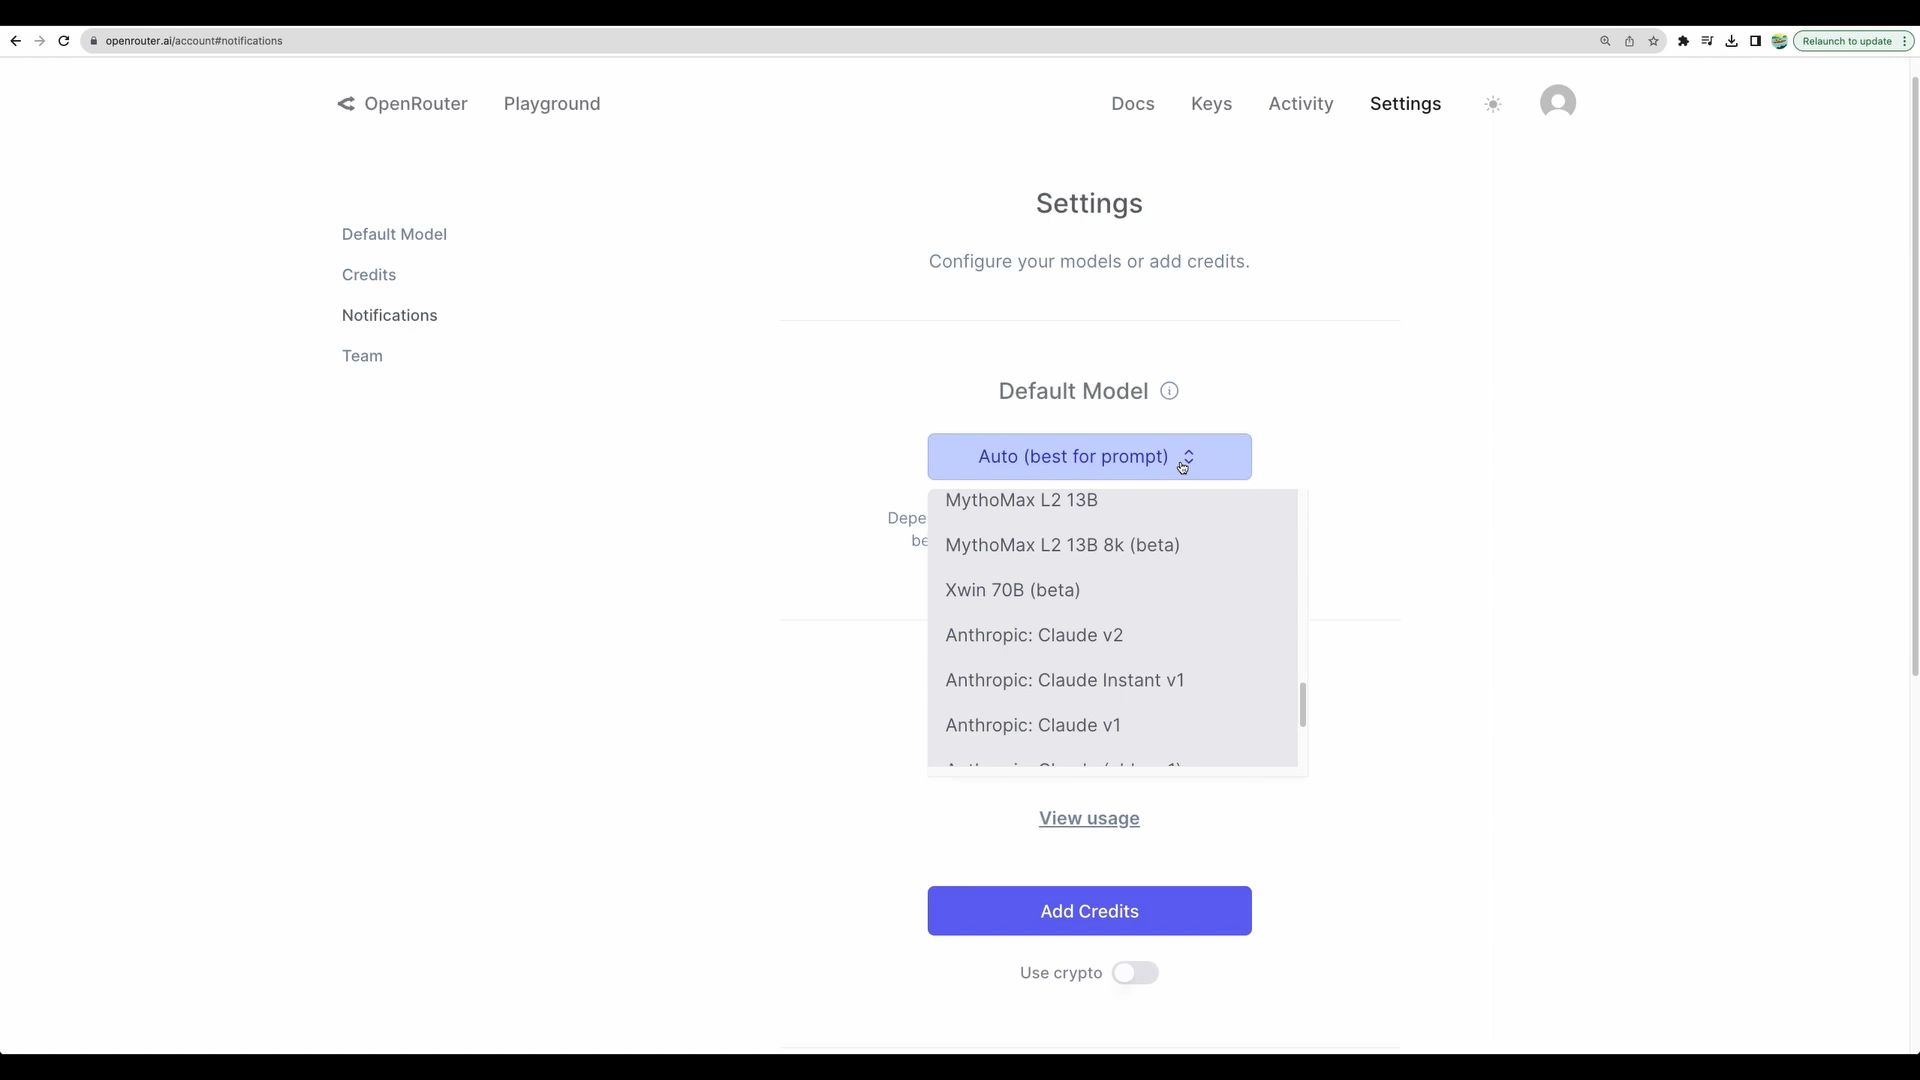 openrouter.ai/account#notifications
Relaunch to update
OpenRouter
Playground
Docs
Keys
Activity
Settings
Settings
Configure your models or add credits.
Default Model
Credits
Notifications
Team
Default Model
Auto (best for prompt)
Depe
be
MythoMax L2 13B
MythoMax L2 13B 8k (beta)
Xwin 70B (beta)
Anthropic: Claude v2
Anthropic: Claude Instant v1
Anthropic: Claude v1
View usage
Add Credits
Use crypto